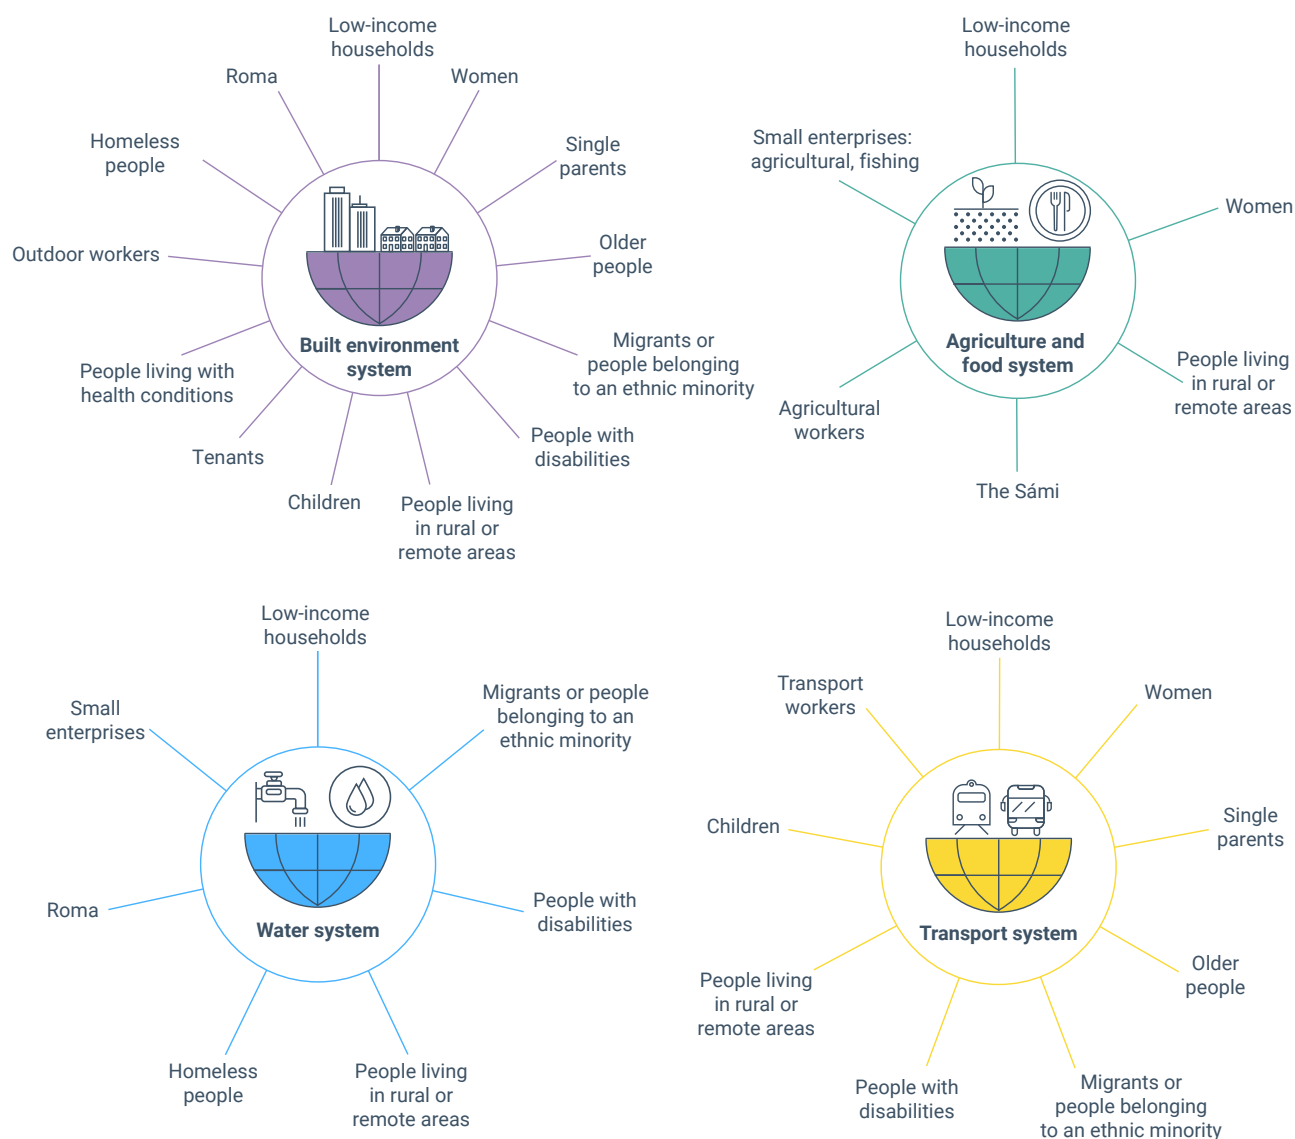 Low-income
households
Roma
Women
Homeless
people
Single
parents
Outdoor workers
Older
people
Built environment
system
People living with
health conditions
Migrants or
people belonging
to an ethnic minority
Tenants
People with
disabilities
Children
People living
in rural or
remote areas
Low-income
households
Small enterprises:
agricultural, fishing
Women
Agriculture and
food system
People living
in rural or
remote areas
Agricultural
workers
The Sámi
Low-income
households
Small
enterprises
Migrants or people
belonging to an
ethnic minority
Roma
Water system
People with
disabilities
Homeless
people
People living
in rural or
remote areas
Low-income
households
Transport
workers
Women
Children
Single
parents
Transport system
People living
in rural or
remote areas
Older
people
People with
disabilities
Migrants or
people belonging
to an ethnic minority